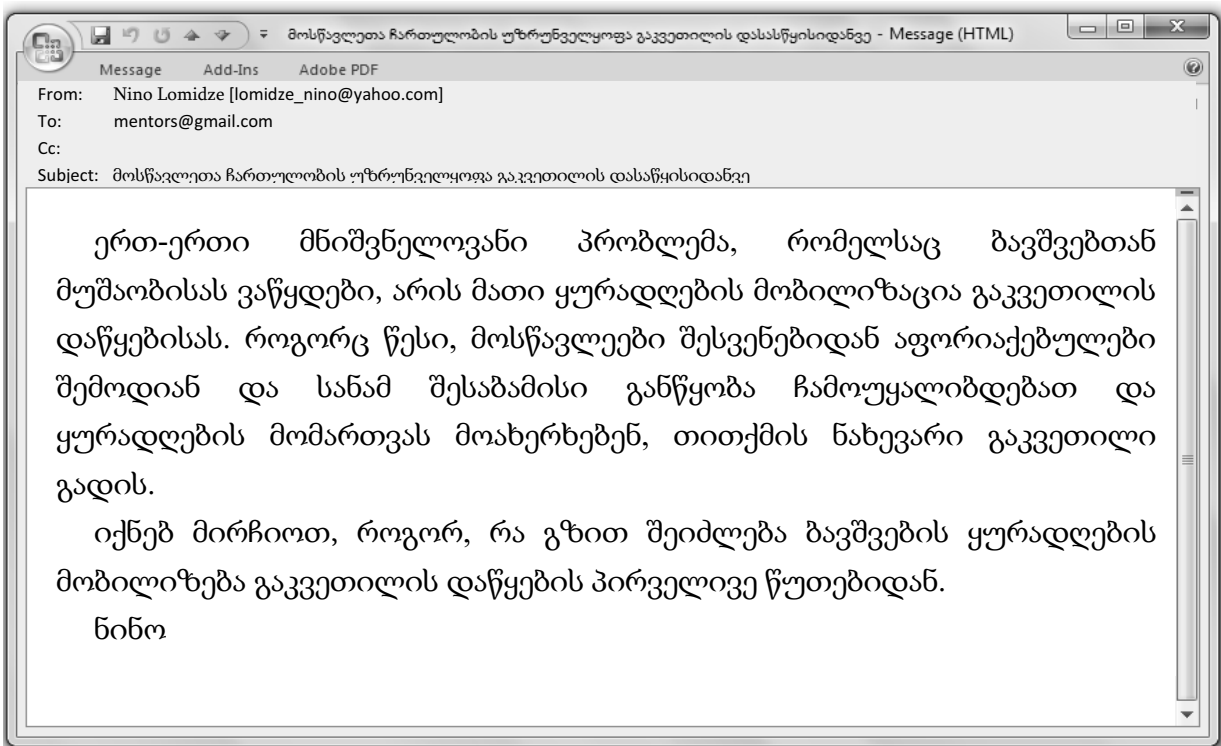 მოსწავლეთა ჩართულობის უზრუნველყოფა გაკვეთილის დასასწყისიდანვე - Message (HTML)
Message Add-Ins Adobe PDF
From: Nino Lomidze [lomidze_nino@yahoo.com]
To: mentors@gmail.com
Cc:
Subject: მოსწავლეთა ჩართულობის უზრუნველყოფა გაკვეთილის დასაწყისიდანვე
ერთ-ერთი მნიშვნელოვანი პრობლემა, რომელსაც ბავშვებთან
მუშაობისას ვაწყდები, არის მათი ყურადღების მობილიზაცია გაკვეთილის
დაწყებისას. როგორც წესი, მოსწავლეები შესვენებიდან აფორიაქებულები
შემოდიან და სანამ შესაბამისი განწყობა ჩამოუყალიბდებათ და
ყურადღების მომართვას მოახერხებენ, თითქმის ნახევარი გაკვეთილი
გადის.
იქნებ მირჩიოთ, როგორ, რა გზით შეიძლება ბავშვების ყურადღების
მობილიზება გაკვეთილის დაწყების პირველივე წუთებიდან.
ნინო